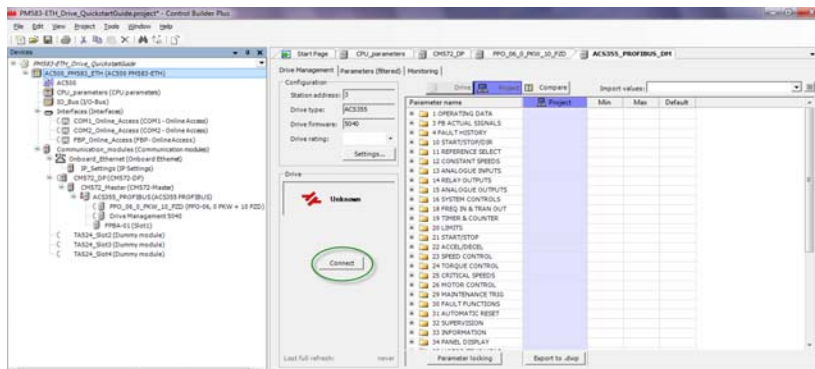 PM583-ETH_Drive_QuickstartGuide.project* - Control Builder Plus
File Edit View Project Tools Window Help
Devices
PM583-ETH_Drive_QuickstartGuide
AC500_PM583_ETH (AC500 PM583-ETH)
AC500
CPU_parameters (CPU parameters)
IO_Bus (I/O-Bus)
Interfaces (Interfaces)
COM1_Online_Access (COM1 - Online Access)
COM2_Online_Access (COM2 - Online Access)
FBP_Online_Access (FBP- OnlineAccess)
Communication_modules (Communication modules)
Onboard_Ethernet (Onboard Ethernet)
IP_Settings (IP Settings)
CM572_DP (CM572-DP)
CM572_Master (CM572-Master)
ACS355_PROFIBUS (ACS355 PROFIBUS)
PPO_06_0_PKW_10_PZD (PPO-06, 0 PKW + 10 PZD)
Drive Management 5040
FPBA-01 (Slot1)
TA524_Slot2 (Dummy module)
TA524_Slot3 (Dummy module)
TA524_Slot4 (Dummy module)
Start Page
CPU_parameters
CM572_DP
PPO_06_0_PKW_10_PZD
ACS355_PROFIBUS_DM
Drive Management
Parameters (filtered)
Monitoring
Configuration
Station address: 3
Drive type: ACS355
Drive firmware: 5040
Drive rating:
Settings...
Drive
Unknown
Connect
Last full refresh: never
Drive
Project
Compare
Import values:
Parameter name Project Min Max Default
1 OPERATING DATA
3 FB ACTUAL SIGNALS
4 FAULT HISTORY
10 START/STOP/DIR
11 REFERENCE SELECT
12 CONSTANT SPEEDS
13 ANALOGUE INPUTS
14 RELAY OUTPUTS
15 ANALOGUE OUTPUTS
16 SYSTEM CONTROLS
18 FREQ IN & TRAN OUT
19 TIMER & COUNTER
20 LIMITS
21 START/STOP
22 ACCEL/DECEL
23 SPEED CONTROL
24 TORQUE CONTROL
25 CRITICAL SPEEDS
26 MOTOR CONTROL
29 MAINTENANCE TRIG
30 FAULT FUNCTIONS
31 AUTOMATIC RESET
32 SUPERVISION
33 INFORMATION
34 PANEL DISPLAY
Parameter locking
Export to .dwp